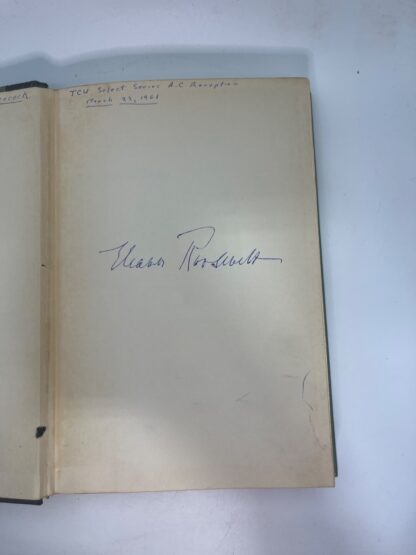 TCU Select Series A.C. Reception
March 23, 1961
Eleanor Roosevelt